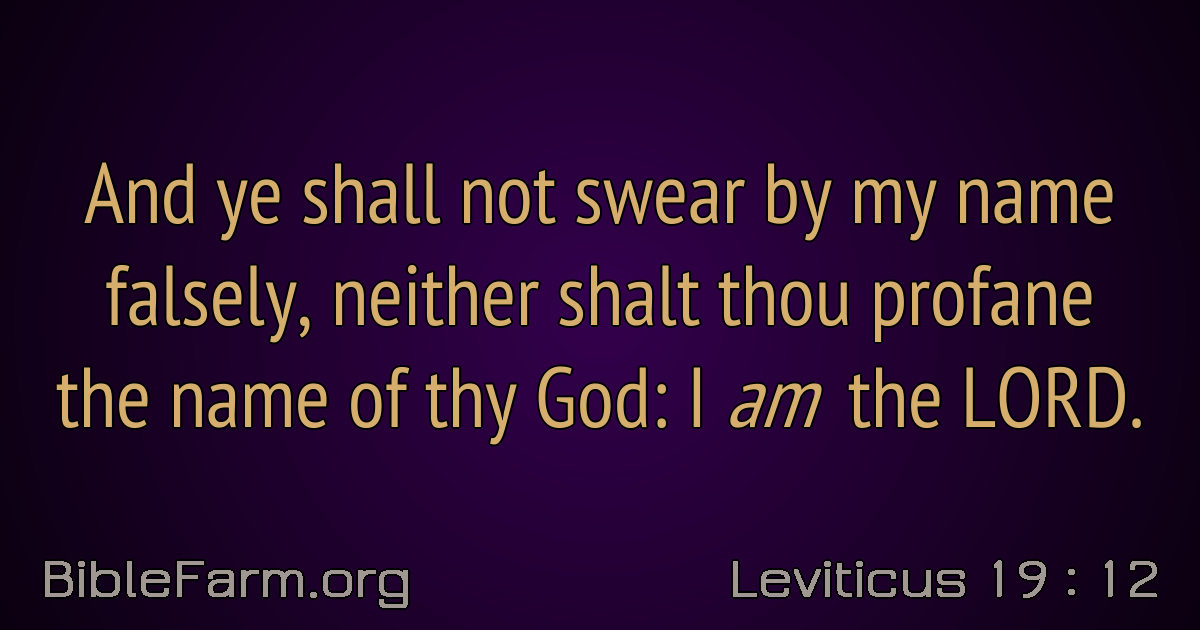 And ye shall not swear by my name
falsely, neither shalt thou profane
the name of thy God: I am the LORD.
BibleFarm.org
Leviticus 19 : 12